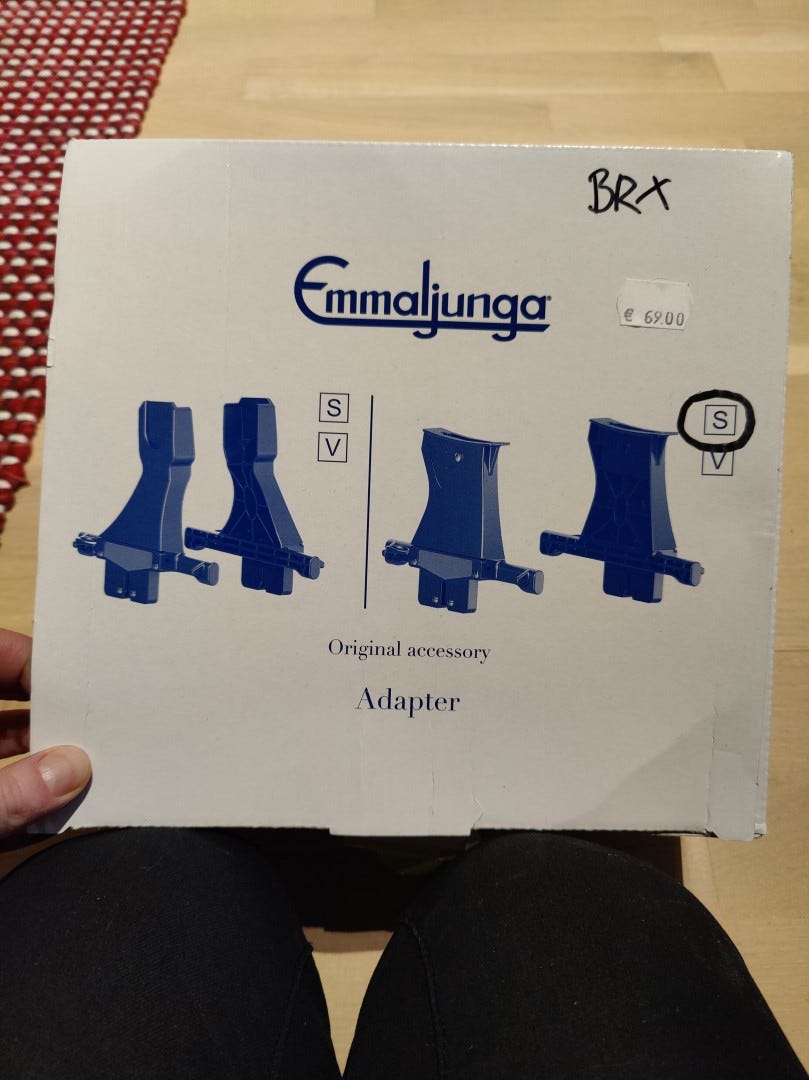 BRX
Emmaljunga
€ 69.00
S
V
S
V
Original accessory
Adapter